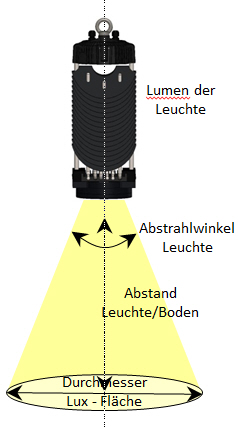 Lumen der
Leuchte
Abstrahlwinkel
Leuchte
Abstand
Leuchte/Boden
Durchmesser
Lux - Fläche